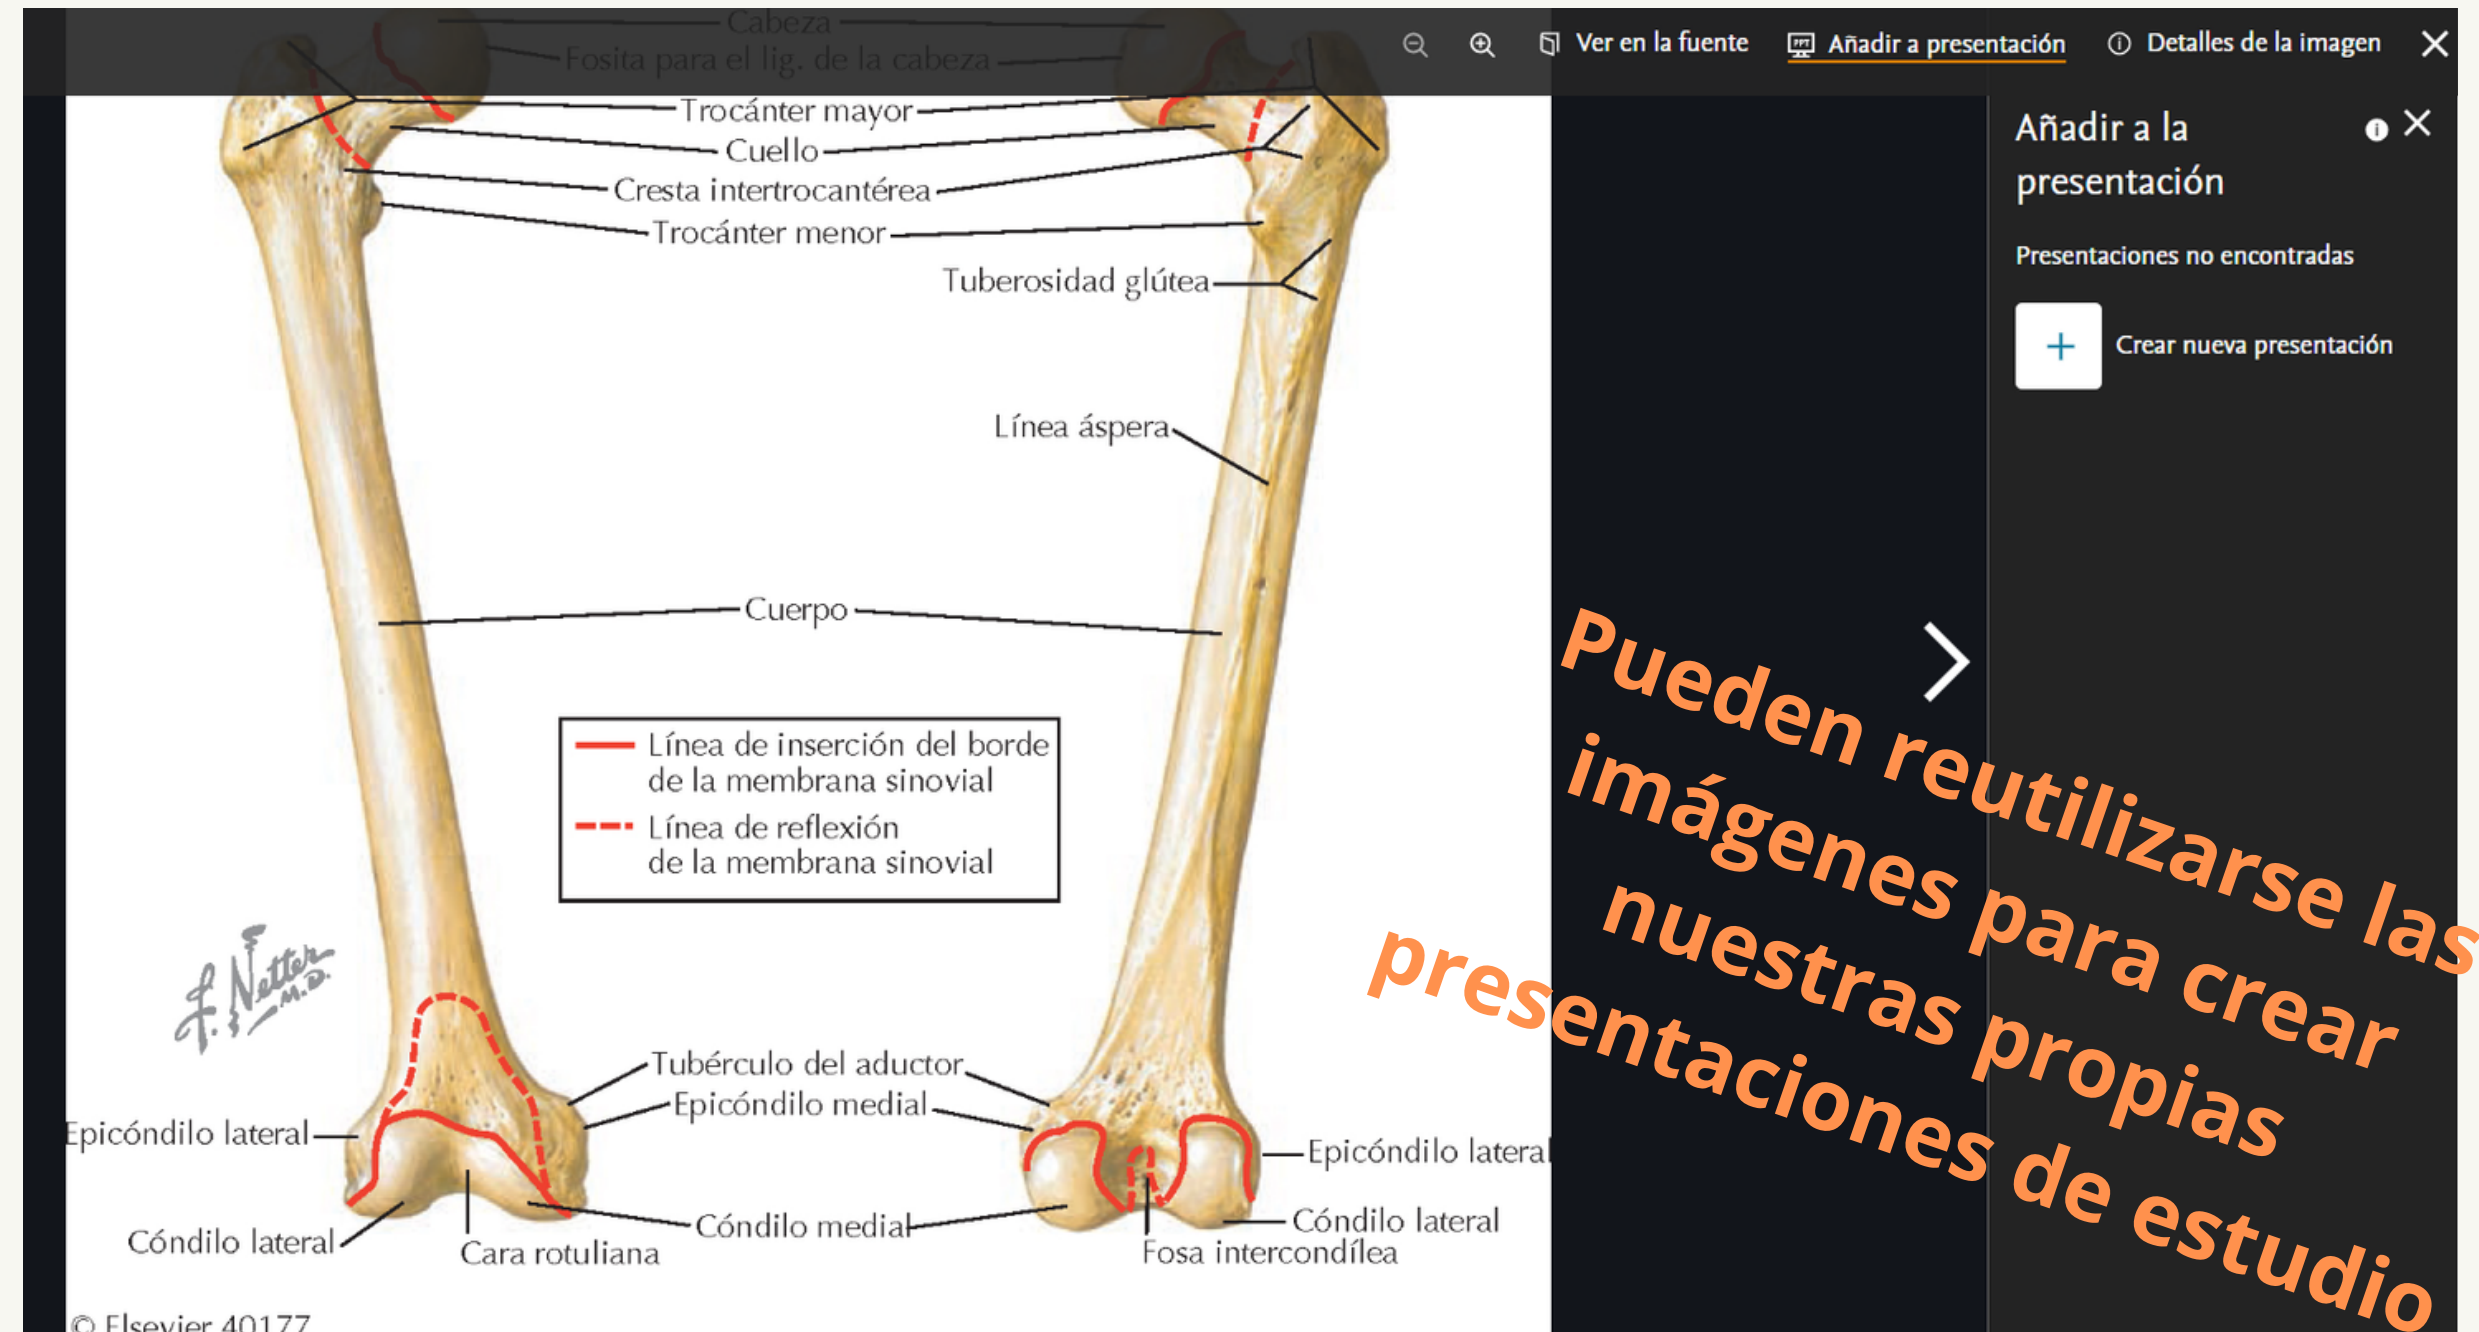 Cabeza
Fosita para el lig. de la cabeza
Trocánter mayor
Cuello
Cresta intertrocantérea
Trocánter menor
Tuberosidad glútea
Línea áspera
Cuerpo
Línea de inserción del borde
de la membrana sinovial
Línea de reflexión
de la membrana sinovial
F. Netter
M.D.
Tubérculo del aductor
Epicóndilo medial
Epicóndilo lateral
Epicóndilo lateral
Cóndilo medial
Cóndilo lateral
Cóndilo lateral
Cara rotuliana
Fosa intercondílea
© Elsevier 40177
Ver en la fuente
PPT Añadir a presentación
Detalles de la imagen
Añadir a la
presentación
Presentaciones no encontradas
Crear nueva presentación
Pueden reutilizarse las
imágenes para crear
nuestras propias
presentaciones de estudio